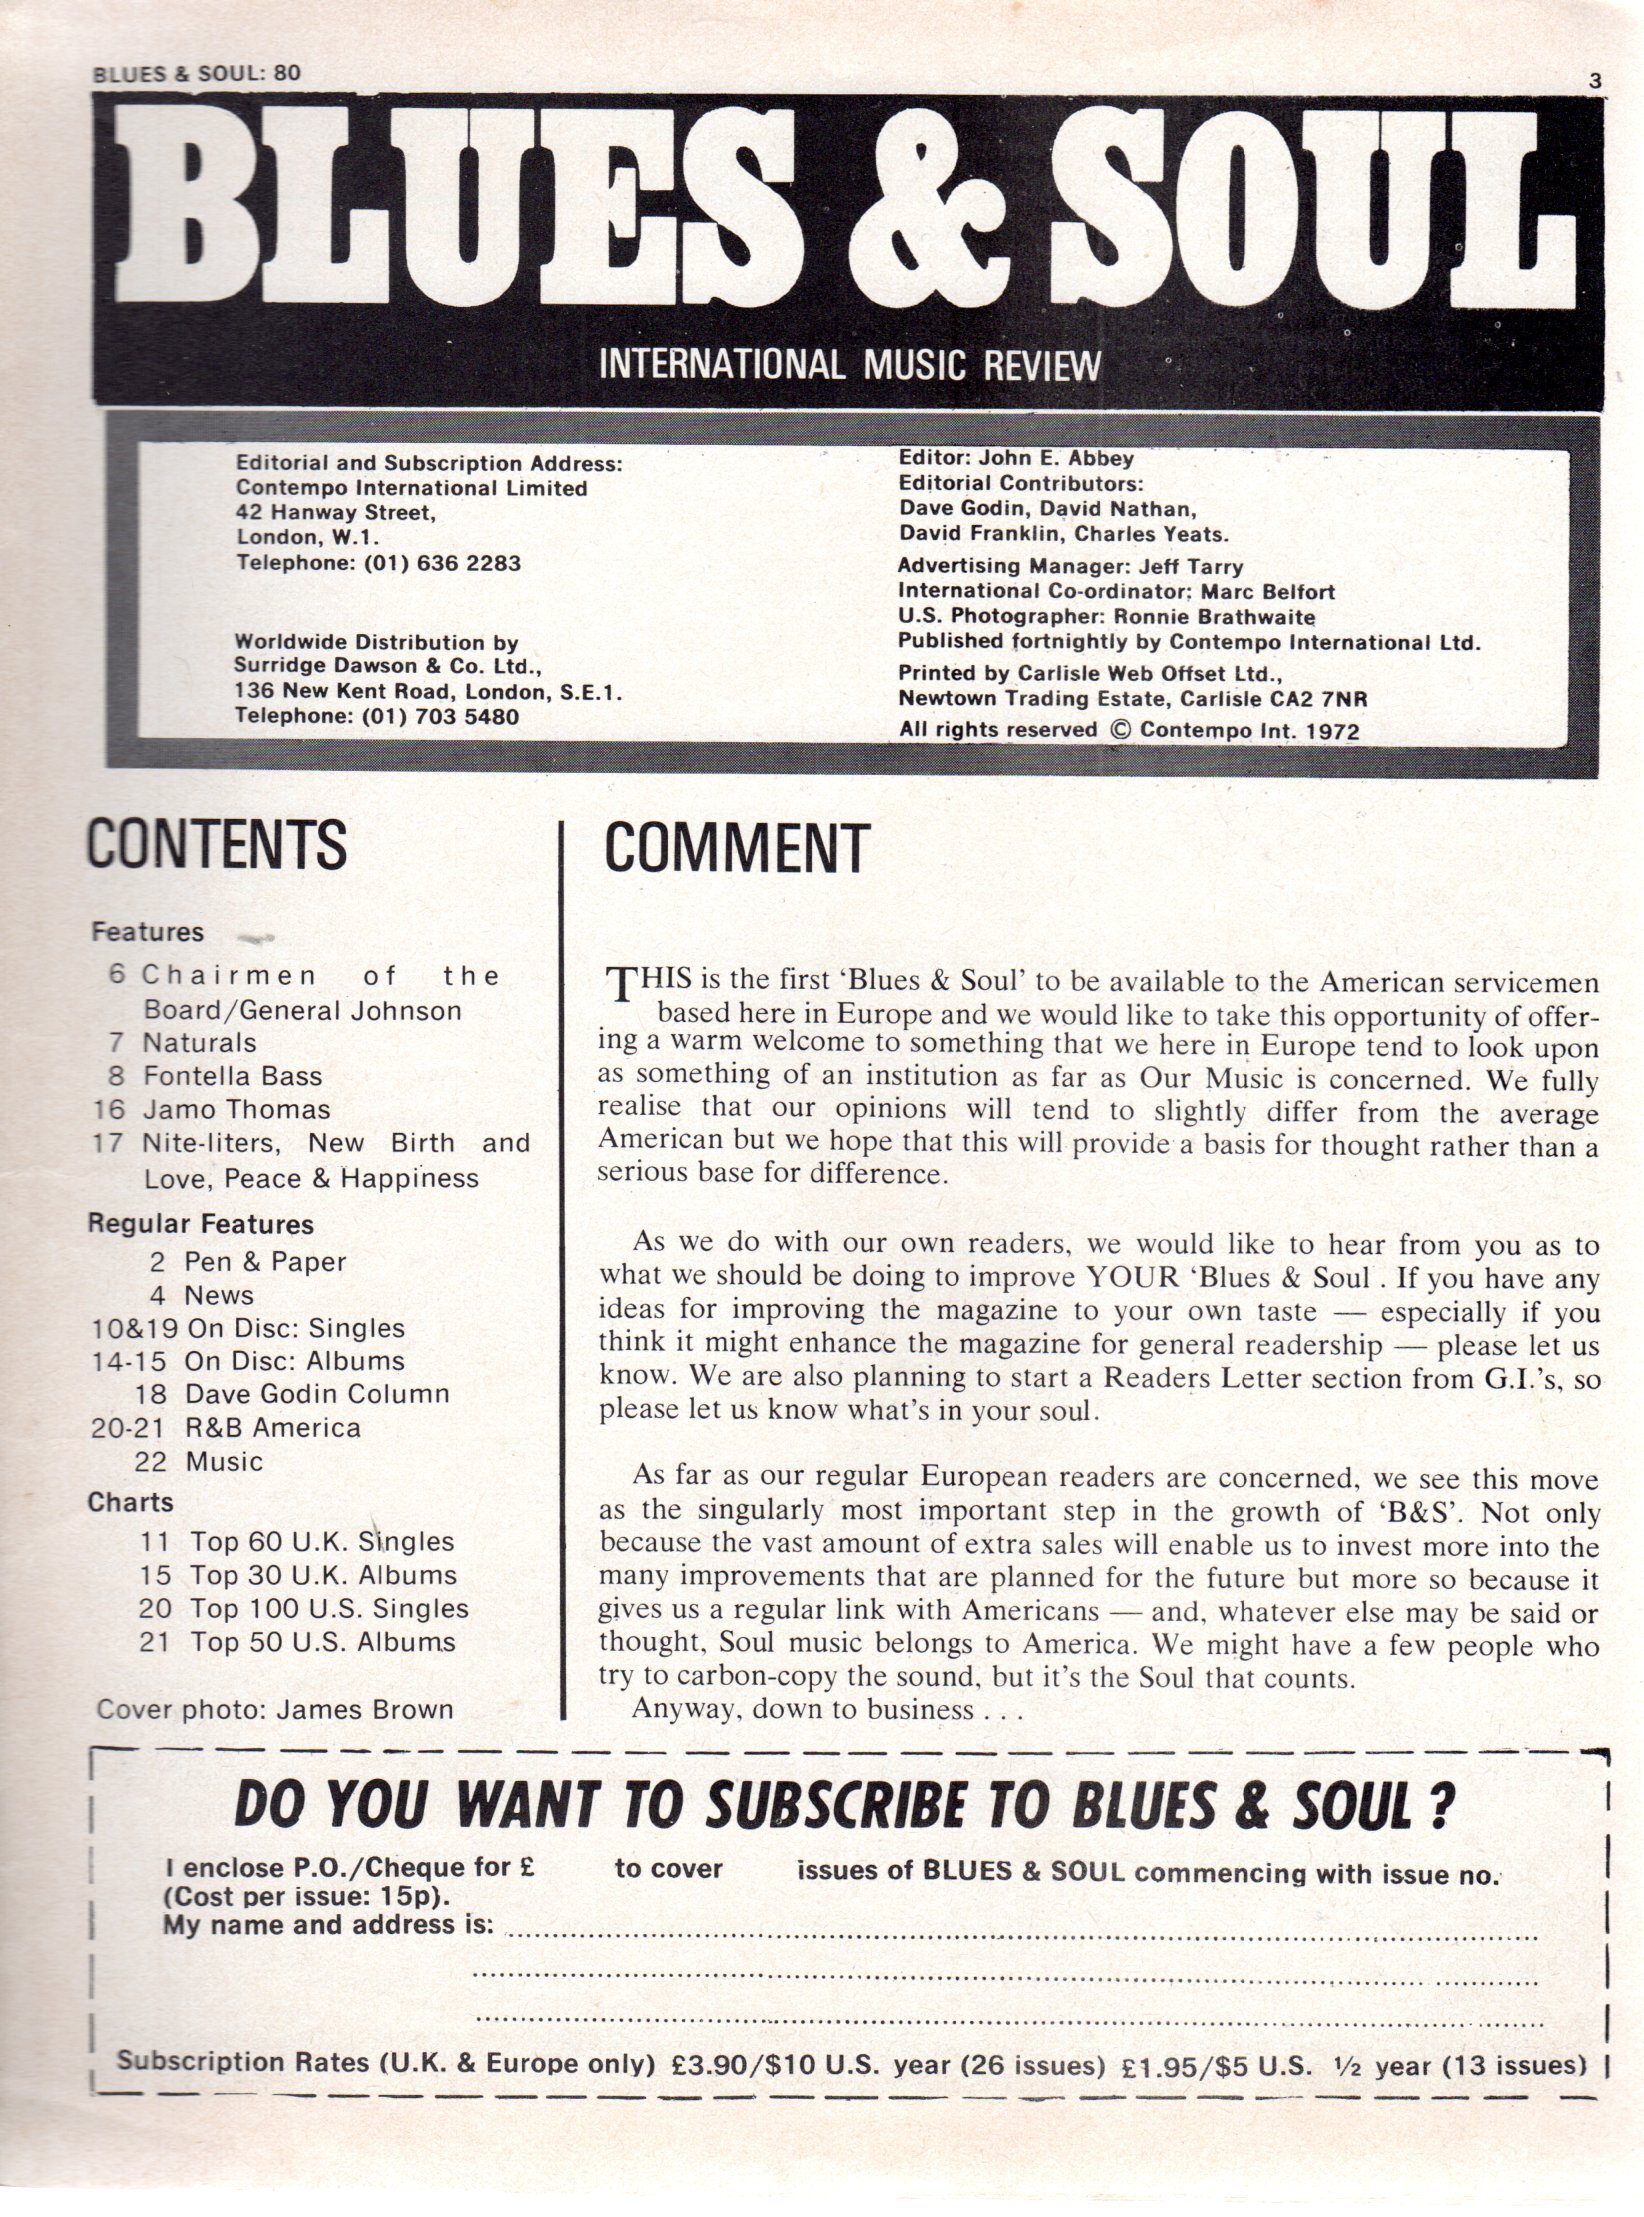 BLUES & SOUL: 80
3
BLUES & SOUL
INTERNATIONAL MUSIC REVIEW
Editorial and Subscription Address:
Contempo International Limited
42 Hanway Street,
London, W.1.
Telephone: (01) 636 2283
Worldwide Distribution by
Surridge Dawson & Co. Ltd.,
136 New Kent Road, London, S.E.1.
Telephone: (01) 703 5480
Editor: John E. Abbey
Editorial Contributors:
Dave Godin, David Nathan,
David Franklin, Charles Yeats.
Advertising Manager: Jeff Tarry
International Co-ordinator: Marc Belfort
U.S. Photographer: Ronnie Brathwaite
Published fortnightly by Contempo International Ltd.
Printed by Carlisle Web Offset Ltd.,
Newtown Trading Estate, Carlisle CA2 7NR
All rights reserved © Contempo Int. 1972
CONTENTS
Features
6 Chairmen of the
Board/General Johnson
7 Naturals
8 Fontella Bass
16 Jamo Thomas
17 Nite-liters, New Birth and
Love, Peace & Happiness
Regular Features
2 Pen & Paper
4 News
10&19 On Disc: Singles
14-15 On Disc: Albums
18 Dave Godin Column
20-21 R&B America
22 Music
Charts
11 Top 60 U.K. Singles
15 Top 30 U.K. Albums
20 Top 100 U.S. Singles
21 Top 50 U.S. Albums
Cover photo: James Brown
COMMENT
THIS is the first ‘Blues & Soul’ to be available to the American servicemen
based here in Europe and we would like to take this opportunity of offer-
ing a warm welcome to something that we here in Europe tend to look upon
as something of an institution as far as Our Music is concerned. We fully
realise that our opinions will tend to slightly differ from the average
American but we hope that this will provide a basis for thought rather than a
serious base for difference.
As we do with our own readers, we would like to hear from you as to
what we should be doing to improve YOUR ‘Blues & Soul . If you have any
ideas for improving the magazine to your own taste — especially if you
think it might enhance the magazine for general readership — please let us
know. We are also planning to start a Readers Letter section from G.I.’s, so
please let us know what’s in your soul.
As far as our regular European readers are concerned, we see this move
as the singularly most important step in the growth of ‘B&S’. Not only
because the vast amount of extra sales will enable us to invest more into the
many improvements that are planned for the future but more so because it
gives us a regular link with Americans — and, whatever else may be said or
thought, Soul music belongs to America. We might have a few people who
try to carbon-copy the sound, but it’s the Soul that counts.
Anyway, down to business . . .
DO YOU WANT TO SUBSCRIBE TO BLUES & SOUL ?
I enclose P.O./Cheque for £ to cover issues of BLUES & SOUL commencing with issue no.
(Cost per issue: 15p).
My name and address is:
Subscription Rates (U.K. & Europe only) £3.90/$10 U.S. year (26 issues) £1.95/$5 U.S. ½ year (13 issues)